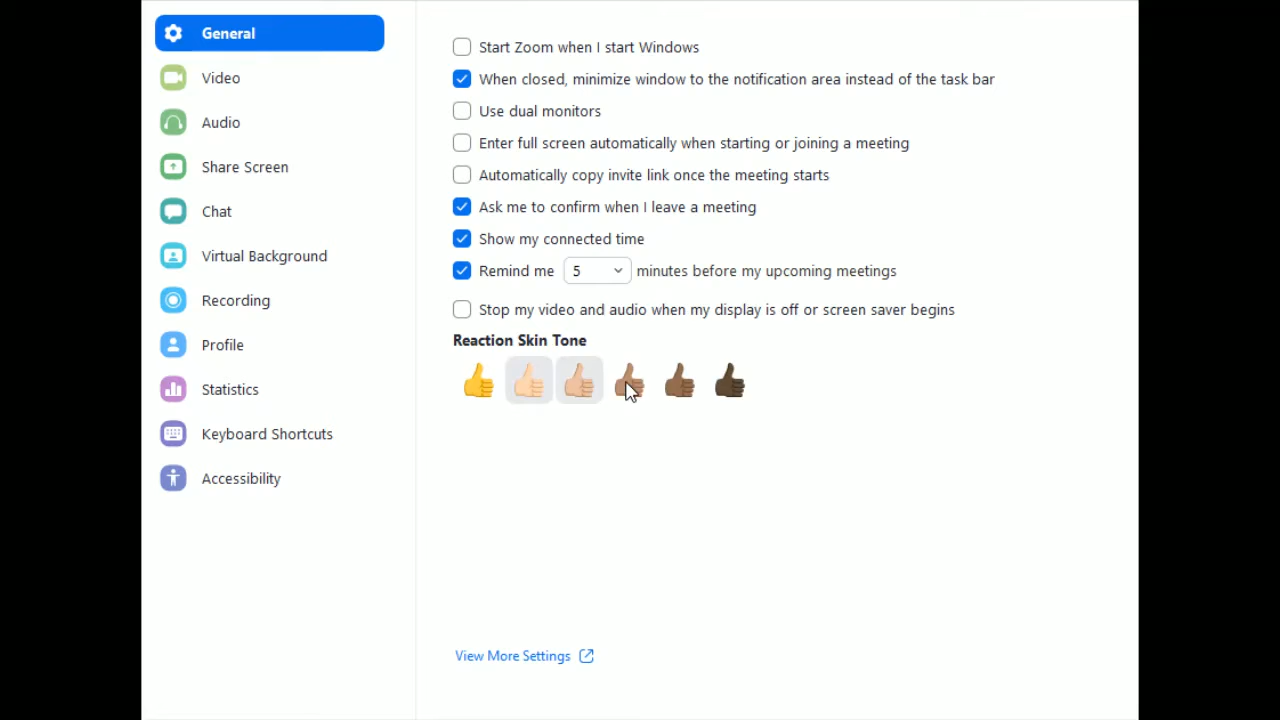 General
Video
Audio
Share Screen
Chat
Virtual Background
Recording
Profile
Statistics
Keyboard Shortcuts
Accessibility
Start Zoom when I start Windows
When closed, minimize window to the notification area instead of the task bar
Use dual monitors
Enter full screen automatically when starting or joining a meeting
Automatically copy invite link once the meeting starts
Ask me to confirm when I leave a meeting
Show my connected time
Remind me 5 minutes before my upcoming meetings
Stop my video and audio when my display is off or screen saver begins
Reaction Skin Tone
View More Settings